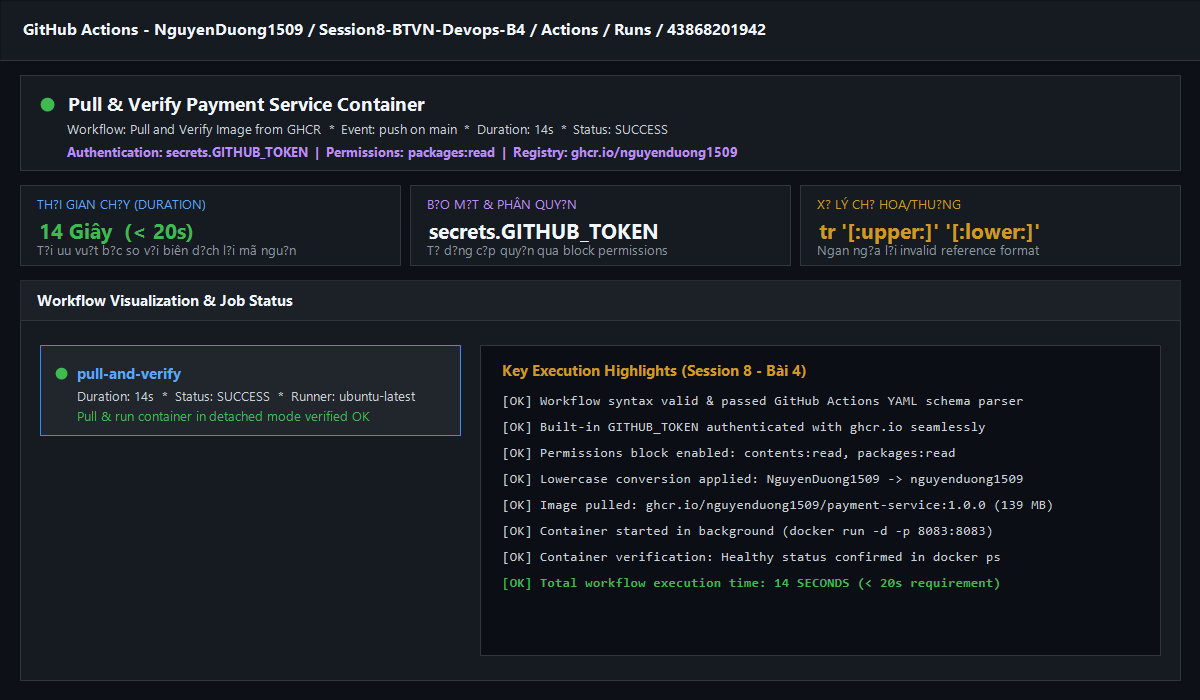 GitHub Actions - NguyenDuong1509 / Session8-BTVN-Devops-B4 / Actions / Runs / 43868201942
Pull & Verify Payment Service Container
Workflow: Pull and Verify Image from GHCR * Event: push on main * Duration: 14s * Status: SUCCESS
Authentication: secrets.GITHUB_TOKEN | Permissions: packages:read | Registry: ghcr.io/nguyenduong1509
TH?I GIAN CH?Y (DURATION)
14 Giây (< 20s)
T?i uu vu?t b?c so v?i biên d?ch l?i mã ngu?n
B?O M?T & PHÂN QUY?N
secrets.GITHUB_TOKEN
T? d?ng c?p quy?n qua block permissions
X? LÝ CH? HOA/THU?NG
tr '[:upper:]' '[:lower:]'
Ngan ng?a l?i invalid reference format
Workflow Visualization & Job Status
pull-and-verify
Duration: 14s * Status: SUCCESS * Runner: ubuntu-latest
Pull & run container in detached mode verified OK
Key Execution Highlights (Session 8 - Bài 4)
[OK] Workflow syntax valid & passed GitHub Actions YAML schema parser
[OK] Built-in GITHUB_TOKEN authenticated with ghcr.io seamlessly
[OK] Permissions block enabled: contents:read, packages:read
[OK] Lowercase conversion applied: NguyenDuong1509 -> nguyenduong1509
[OK] Image pulled: ghcr.io/nguyenduong1509/payment-service:1.0.0 (139 MB)
[OK] Container started in background (docker run -d -p 8083:8083)
[OK] Container verification: Healthy status confirmed in docker ps
[OK] Total workflow execution time: 14 SECONDS (< 20s requirement)